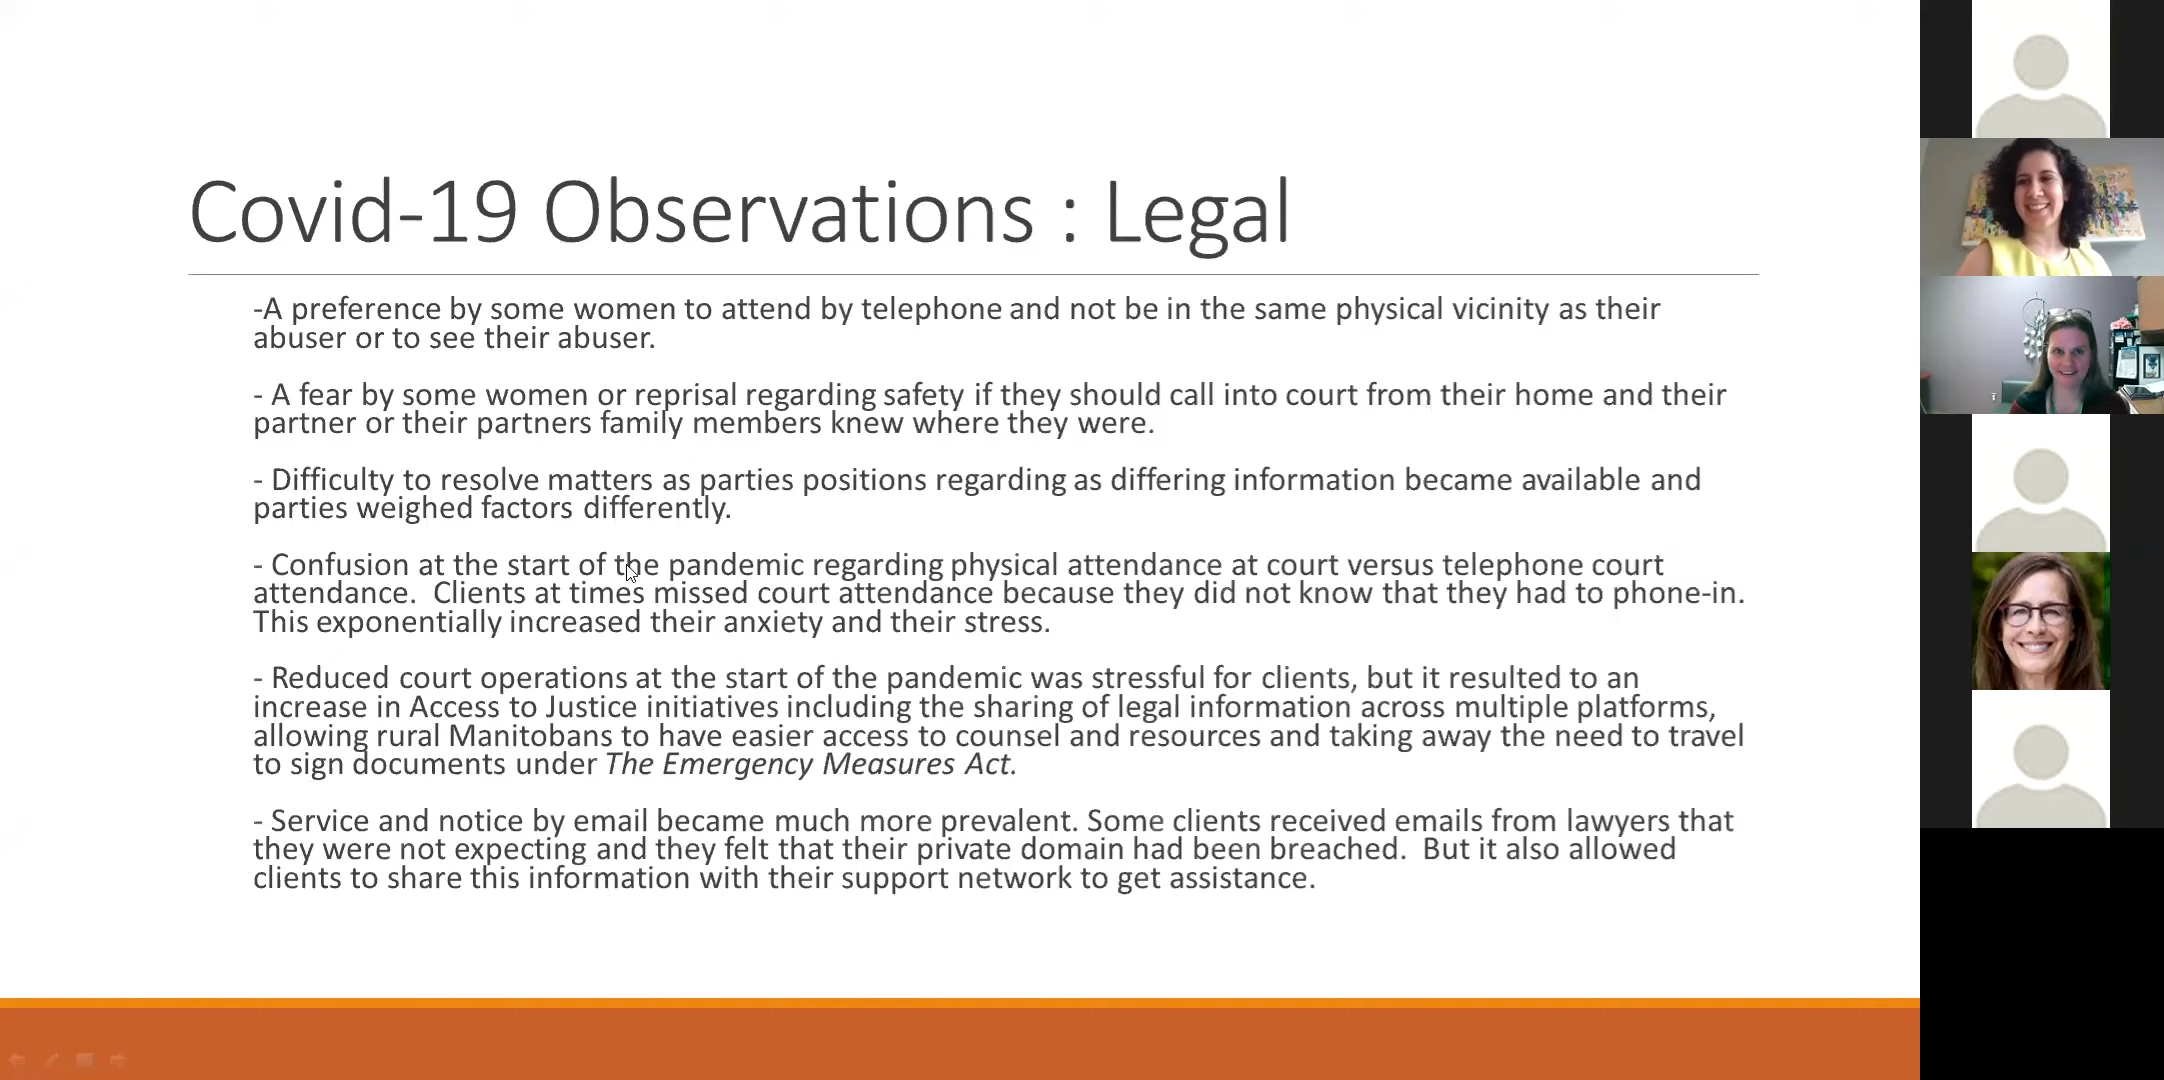 Covid-19 Observations : Legal
-A preference by some women to attend by telephone and not be in the same physical vicinity as their
abuser or to see their abuser.
- A fear by some women or reprisal regarding safety if they should call into court from their home and their
partner or their partners family members knew where they were.
- Difficulty to resolve matters as parties positions regarding as differing information became available and
parties weighed factors differently.
- Confusion at the start of the pandemic regarding physical attendance at court versus telephone court
attendance.  Clients at times missed court attendance because they did not know that they had to phone-in.
This exponentially increased their anxiety and their stress.
- Reduced court operations at the start of the pandemic was stressful for clients, but it resulted to an
increase in Access to Justice initiatives including the sharing of legal information across multiple platforms,
allowing rural Manitobans to have easier access to counsel and resources and taking away the need to travel
to sign documents under The Emergency Measures Act.
- Service and notice by email became much more prevalent. Some clients received emails from lawyers that
they were not expecting and they felt that their private domain had been breached.  But it also allowed
clients to share this information with their support network to get assistance.